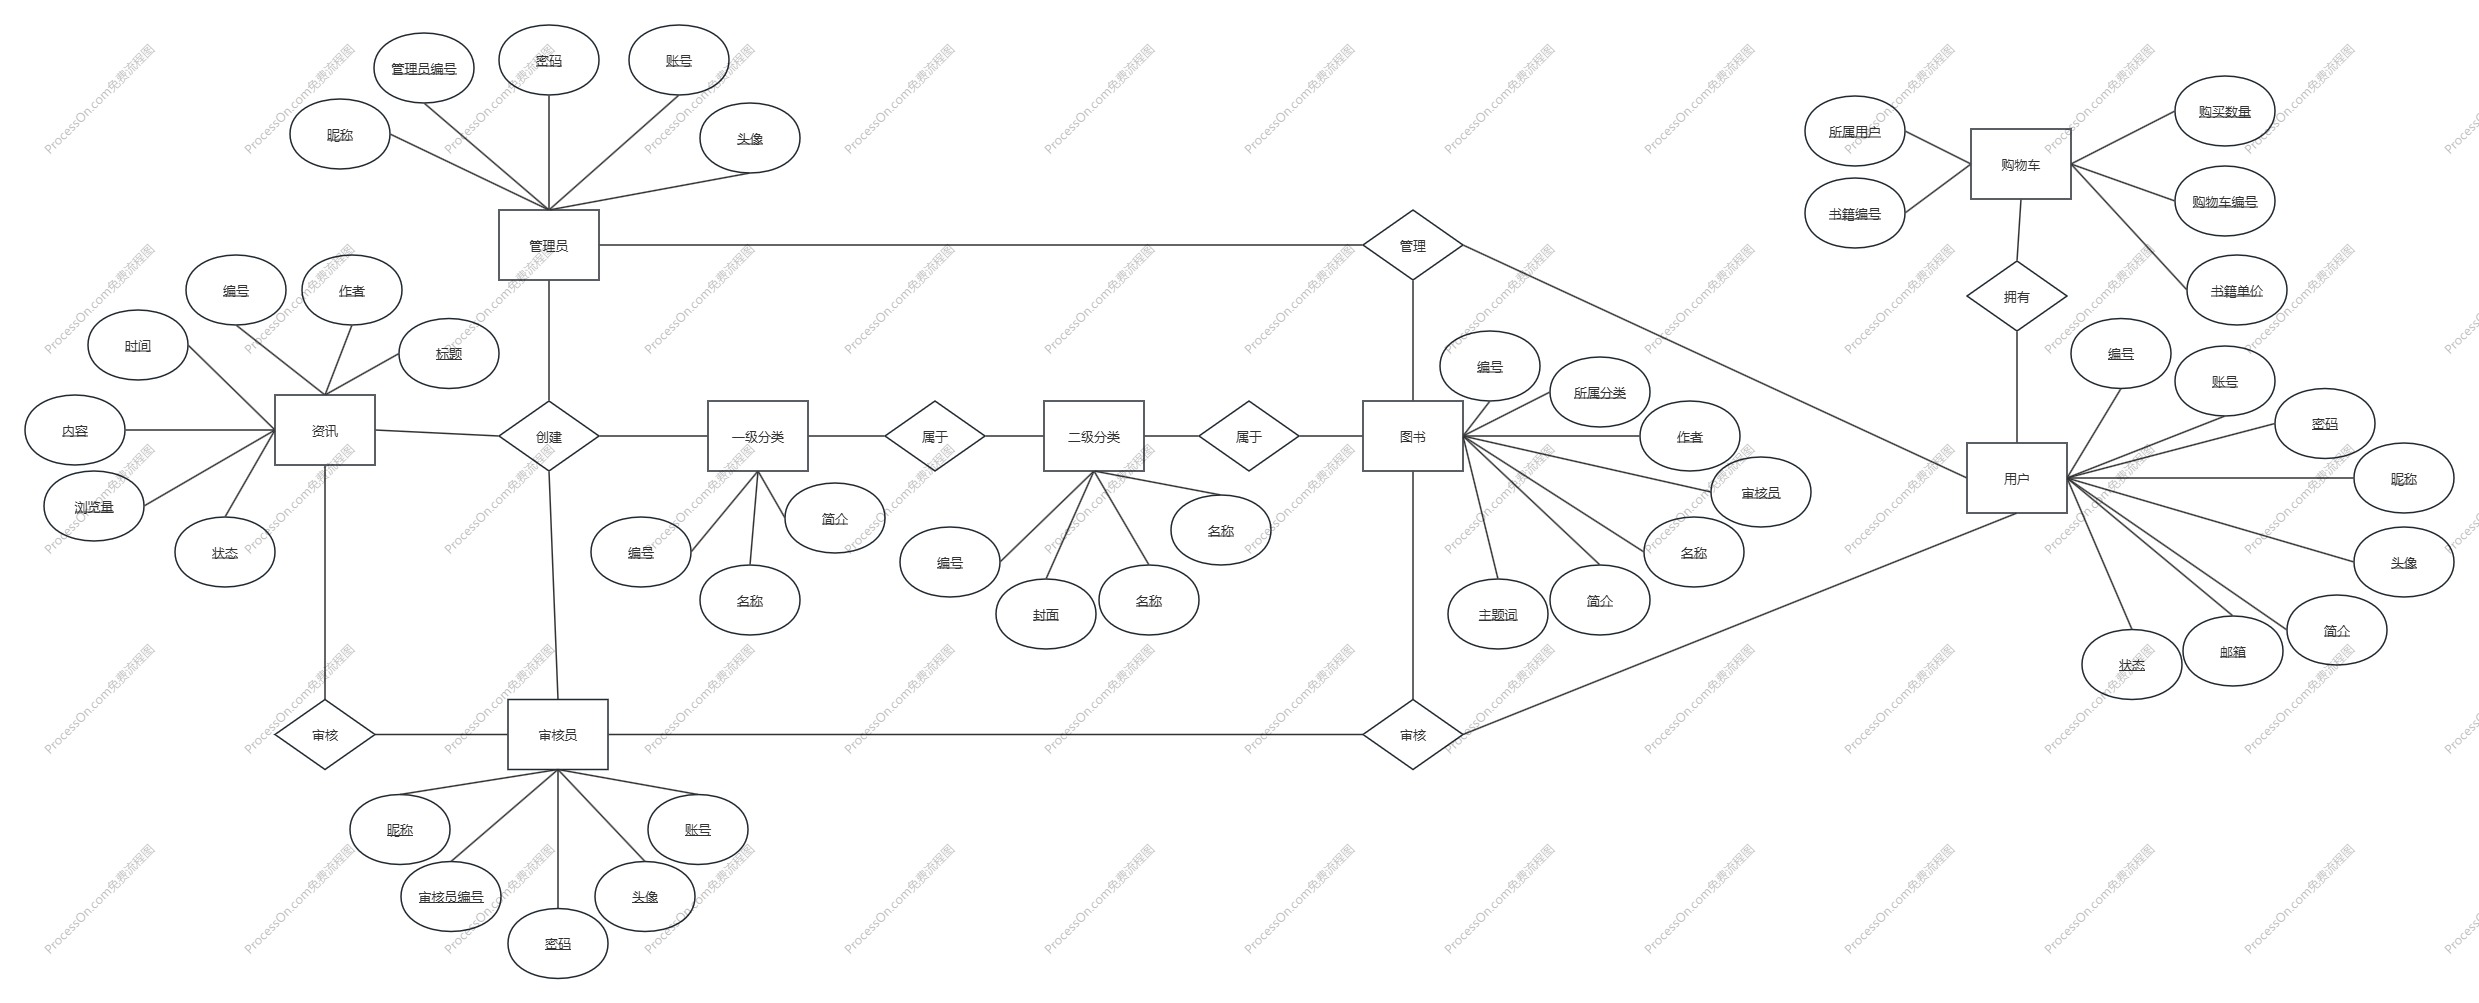 管理员编号
密码
账号
昵称
头像
管理员
管理
所属用户
书籍编号
购物车
购买数量
购物车编号
书籍单价
拥有
编号
作者
时间
标题
内容
资讯
浏览量
状态
创建
一级分类
属于
二级分类
属于
图书
编号
名称
简介
编号
封面
名称
名称
编号
所属分类
作者
审核员
名称
简介
主题词
用户
编号
账号
密码
昵称
头像
简介
邮箱
状态
审核
审核员
审核
昵称
账号
审核员编号
头像
密码
ProcessOn.com免费流程图